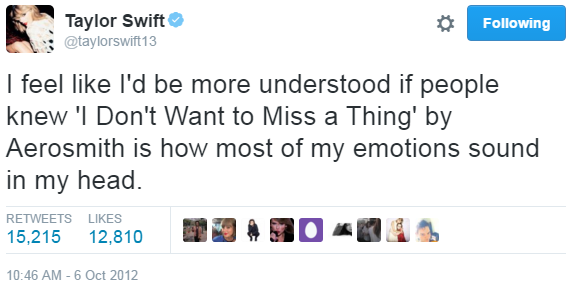 Taylor Swift
@taylorswift13
Following
I feel like I'd be more understood if people
knew 'I Don't Want to Miss a Thing' by
Aerosmith is how most of my emotions sound
in my head.
RETWEETS LIKES
15,215 12,810
10:46 AM - 6 Oct 2012